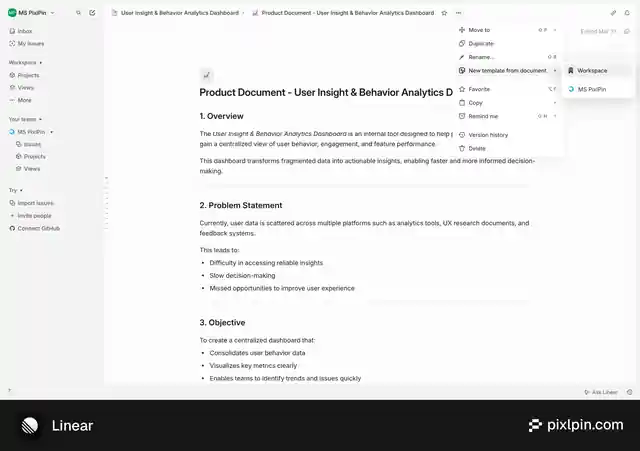 MS PixlPin
User Insight & Behavior Analytics Dashboard
Product Document - User Insight & Behavior Analytics Dashboard
Inbox
My Issues
Workspace
Projects
Views
More
Your teams
MS PixlPin
Issues
Projects
Views
Try
Import issues
Invite people
Connect GitHub
Edited Mar
Move to
Duplicate
Rename...
New template from document
Favorite
Copy
Remind me
Version history
Delete
Workspace
MS PixlPin
Product Document - User Insight & Behavior Analytics D
1. Overview
The User Insight & Behavior Analytics Dashboard is an internal tool designed to help
gain a centralized view of user behavior, engagement, and feature performance.
This dashboard transforms fragmented data into actionable insights, enabling faster and more informed decision-
making.
2. Problem Statement
Currently, user data is scattered across multiple platforms such as analytics tools, UX research documents, and
feedback systems.
This leads to:
• Difficulty in accessing reliable insights
• Slow decision-making
• Missed opportunities to improve user experience
3. Objective
To create a centralized dashboard that:
• Consolidates user behavior data
• Visualizes key metrics clearly
• Enables teams to identify trends and issues quickly
Ask Linear
Linear
pixlpin.com